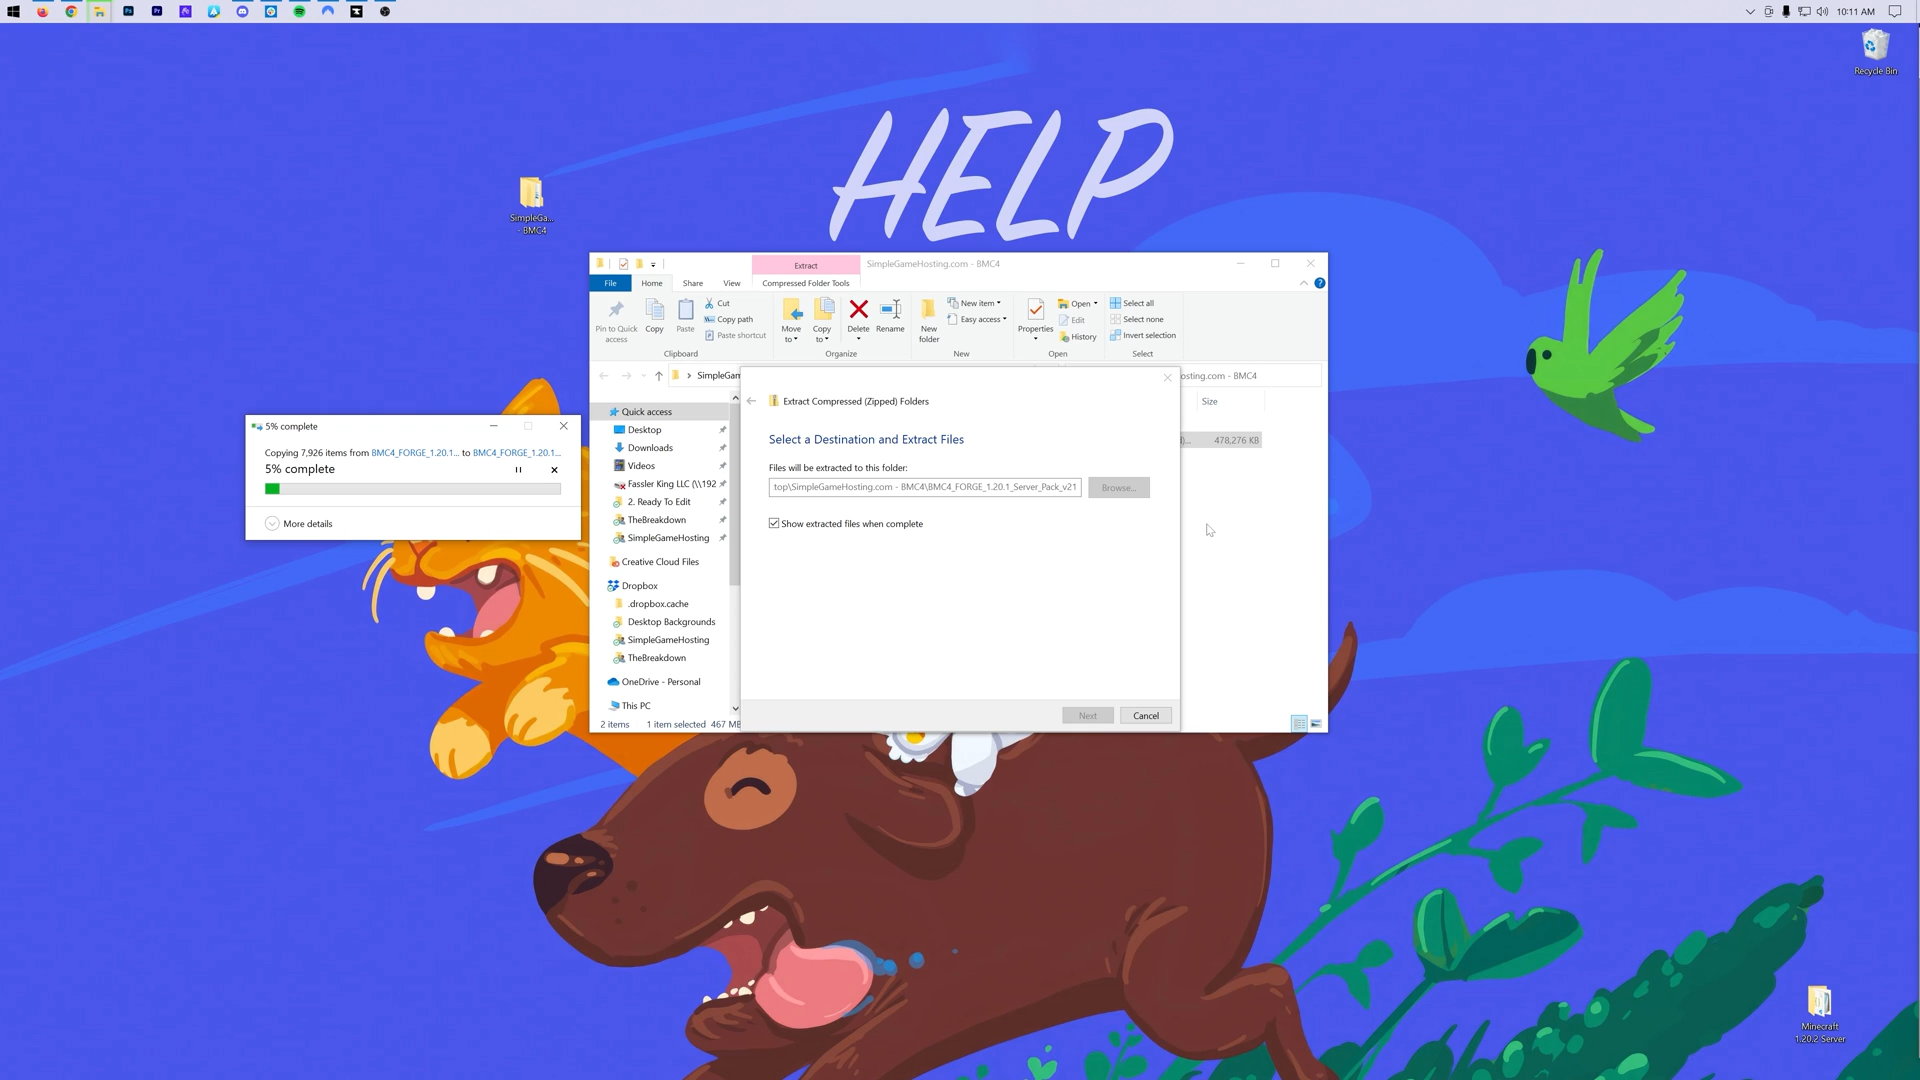 10:11 AM
Recycle Bin
HELP
SimpleGa...
- BMC4
Extract
SimpleGameHosting.com - BMC4
File
Home
Share
View
Compressed Folder Tools
Pin to Quick access
Copy
Paste
Cut
Copy path
Paste shortcut
Clipboard
Move to
Copy to
Delete
Rename
Organize
New folder
New item
Easy access
New
Properties
Open
Edit
History
Open
Select all
Select none
Invert selection
Select
SimpleGam
osting.com - BMC4
Size
478,276 KB
Quick access
Desktop
Downloads
Videos
Fassler King LLC (\\192
2. Ready To Edit
TheBreakdown
SimpleGameHosting
Creative Cloud Files
Dropbox
.dropbox.cache
Desktop Backgrounds
SimpleGameHosting
TheBreakdown
OneDrive - Personal
This PC
2 items
1 item selected 467 MB
Extract Compressed (Zipped) Folders
Select a Destination and Extract Files
Files will be extracted to this folder:
top\SimpleGameHosting.com - BMC4\BMC4_FORGE_1.20.1_Server_Pack_v21
Browse...
Show extracted files when complete
Next
Cancel
5% complete
Copying 7,926 items from BMC4_FORGE_1.20.1... to BMC4_FORGE_1.20.1...
5% complete
More details
Minecraft
1.20.2 Server